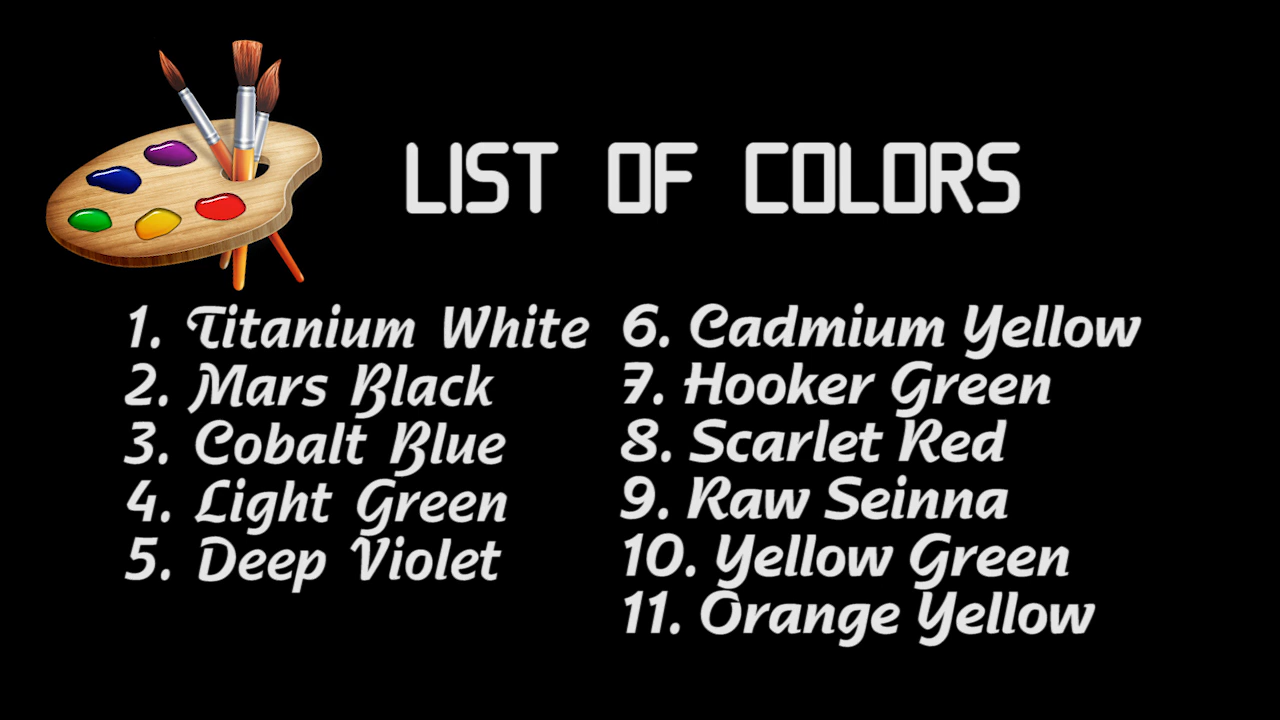 LIST OF COLORS
1. Titanium White
2. Mars Black
3. Cobalt Blue
4. Light Green
5. Deep Violet
6. Cadmium Yellow
7. Hooker Green
8. Scarlet Red
9. Raw Seinna
10. Yellow Green
11. Orange Yellow